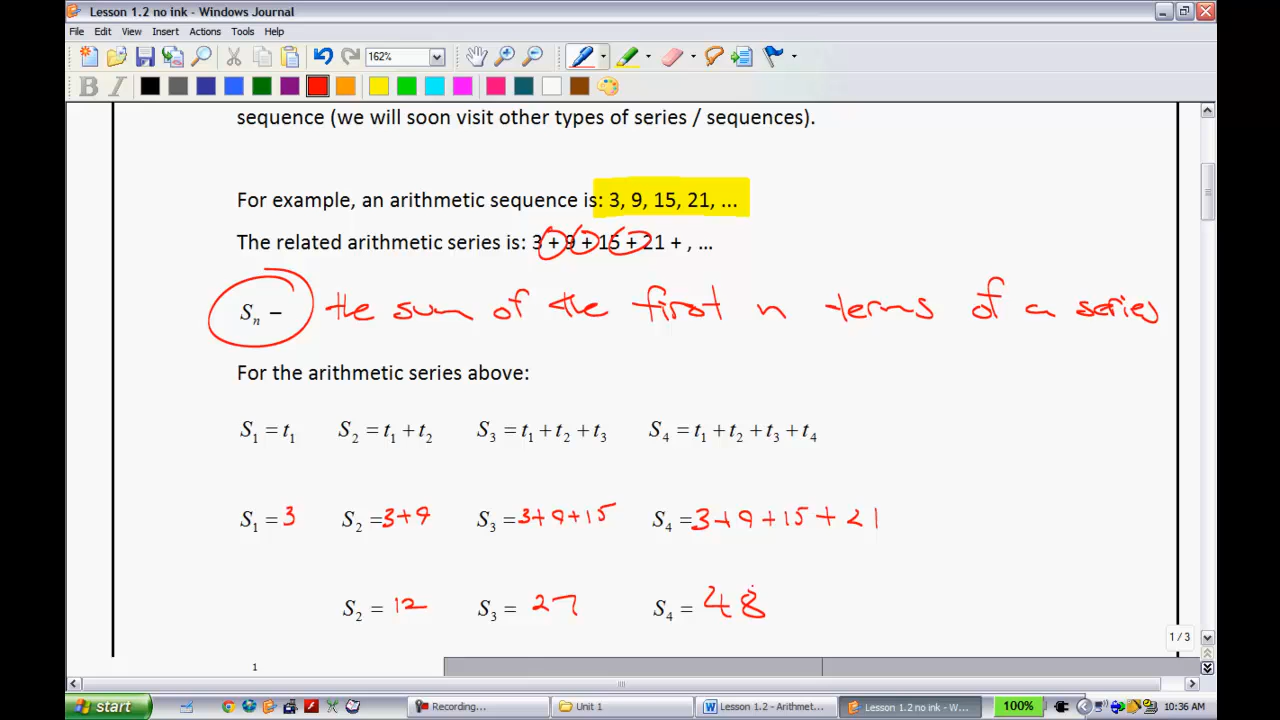 Lesson 1.2 no ink - Windows Journal
File Edit View Insert Actions Tools Help
162%
B I
sequence (we will soon visit other types of series / sequences).
For example, an arithmetic sequence is: 3, 9, 15, 21, ...
The related arithmetic series is: 3 + 9 + 15 + 21 + , ...
Sₙ – the sum of the first n terms of a series
For the arithmetic series above:
S₁ = t₁ S₂ = t₁ + t₂ S₃ = t₁ + t₂ + t₃ S₄ = t₁ + t₂ + t₃ + t₄
S₁ = 3 S₂ = 3+9 S₃ = 3+9+15 S₄ = 3+9+15+21
S₂ = 12 S₃ = 27 S₄ = 48
1 / 3
1
start Recording... Unit 1 Lesson 1.2 - Arithmet... Lesson 1.2 no ink - W... 100% 10:36 AM